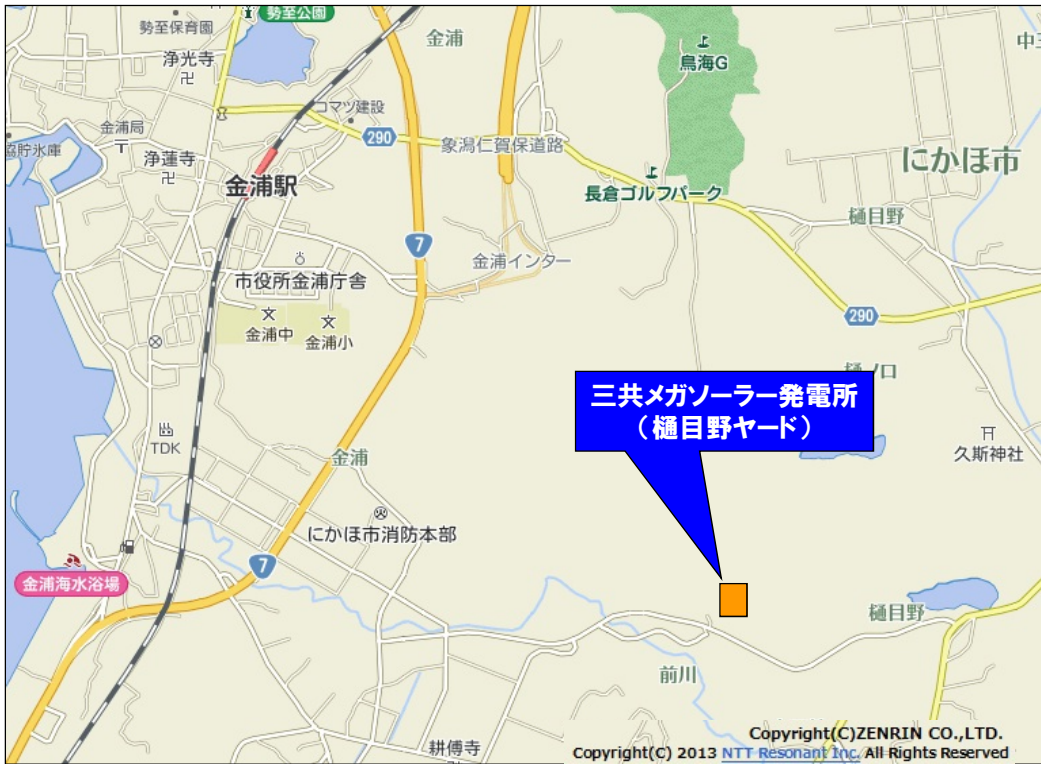 勢至公園
勢至保育園
金浦
鳥海G
浄光寺
コマツ建設
金浦局
290
象潟仁賀保道路
協貯氷庫
浄蓮寺
金浦駅
長倉ゴルフパーク
にかほ市
樋目野
7
金浦インター
市役所金浦庁舎
290
金浦中
金浦小
樋ノ口
三共メガソーラー発電所
（樋目野ヤード）
TDK
久斯神社
金浦
にかほ市消防本部
7
金浦海水浴場
樋目野
前川
耕傳寺
Copyright(C)ZENRIN CO.,LTD.
Copyright(C) 2013 NTT Resonant Inc. All Rights Reserved